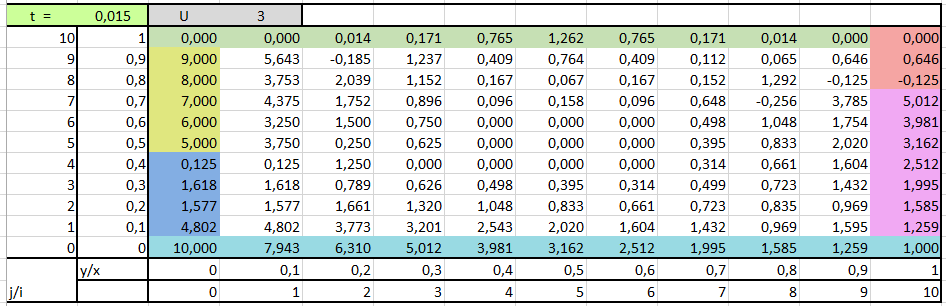 t = 0,015 U 3
10 1 0,000 0,000 0,014 0,171 0,765 1,262 0,765 0,171 0,014 0,000 0,000
9 0,9 9,000 5,643 -0,185 1,237 0,409 0,764 0,409 0,112 0,065 0,646 0,646
8 0,8 8,000 3,753 2,039 1,152 0,167 0,067 0,167 0,152 1,292 -0,125 -0,125
7 0,7 7,000 4,375 1,752 0,896 0,096 0,158 0,096 0,648 -0,256 3,785 5,012
6 0,6 6,000 3,250 1,500 0,750 0,000 0,000 0,000 0,498 1,048 1,754 3,981
5 0,5 5,000 3,750 0,250 0,625 0,000 0,000 0,000 0,395 0,833 2,020 3,162
4 0,4 0,125 0,125 1,250 0,000 0,000 0,000 0,000 0,314 0,661 1,604 2,512
3 0,3 1,618 1,618 0,789 0,626 0,498 0,395 0,314 0,499 0,723 1,432 1,995
2 0,2 1,577 1,577 1,661 1,320 1,048 0,833 0,661 0,723 0,835 0,969 1,585
1 0,1 4,802 4,802 3,773 3,201 2,543 2,020 1,604 1,432 0,969 1,595 1,259
0 0 10,000 7,943 6,310 5,012 3,981 3,162 2,512 1,995 1,585 1,259 1,000
y/x 0 0,1 0,2 0,3 0,4 0,5 0,6 0,7 0,8 0,9 1
j/i 0 1 2 3 4 5 6 7 8 9 10